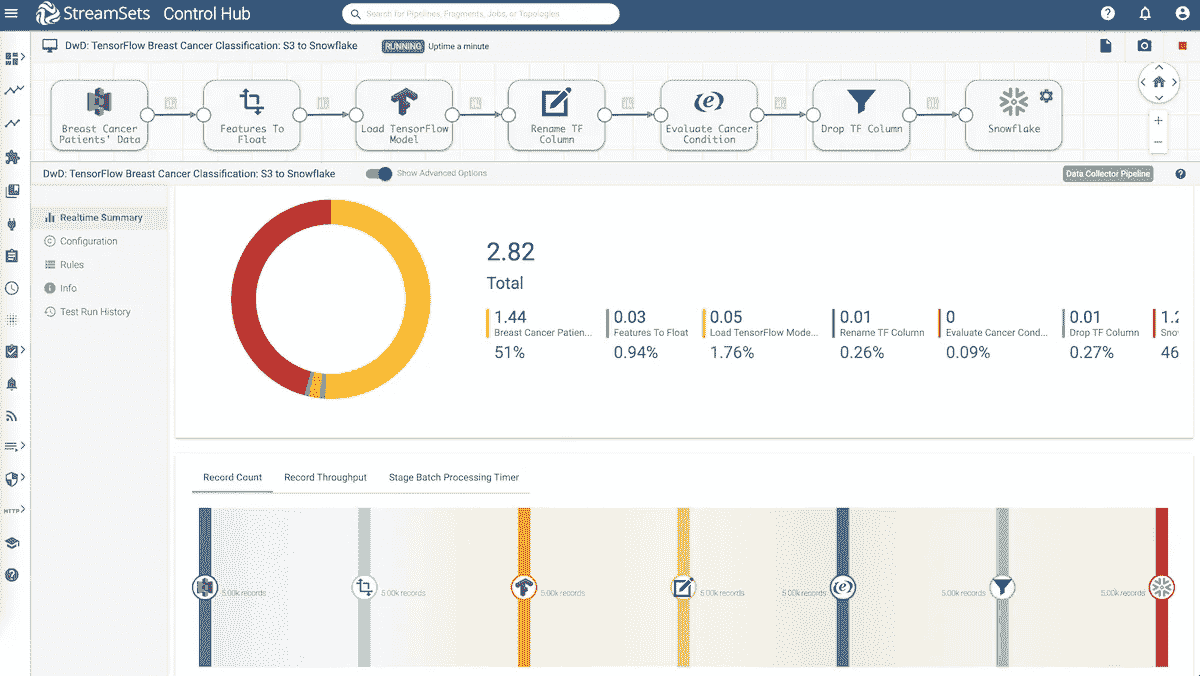 StreamSets Control Hub
Search for Pipelines, Fragments, Jobs, or Topologies
DwD: TensorFlow Breast Cancer Classification: S3 to Snowflake
RUNNING
Uptime a minute
Breast Cancer
Patients' Data
Features To
Float
Load TensorFlow
Model
Rename TF
Column
Evaluate Cancer
Condition
Drop TF Column
Snowflake
DwD: TensorFlow Breast Cancer Classification: S3 to Snowflake
Show Advanced Options
Data Collector Pipeline
Realtime Summary
Configuration
Rules
Info
Test Run History
2.82
Total
1.44
Breast Cancer Patien...
51%
0.03
Features To Float
0.94%
0.05
Load TensorFlow Mode...
1.76%
0.01
Rename TF Column
0.26%
0
Evaluate Cancer Cond...
0.09%
0.01
Drop TF Column
0.27%
1.2
Sno
46
Record Count
Record Throughput
Stage Batch Processing Timer
5.00k records
5.00k records
5.00k records
5.00k records
5.00k records
5.00k records
5.00k records
HTTP